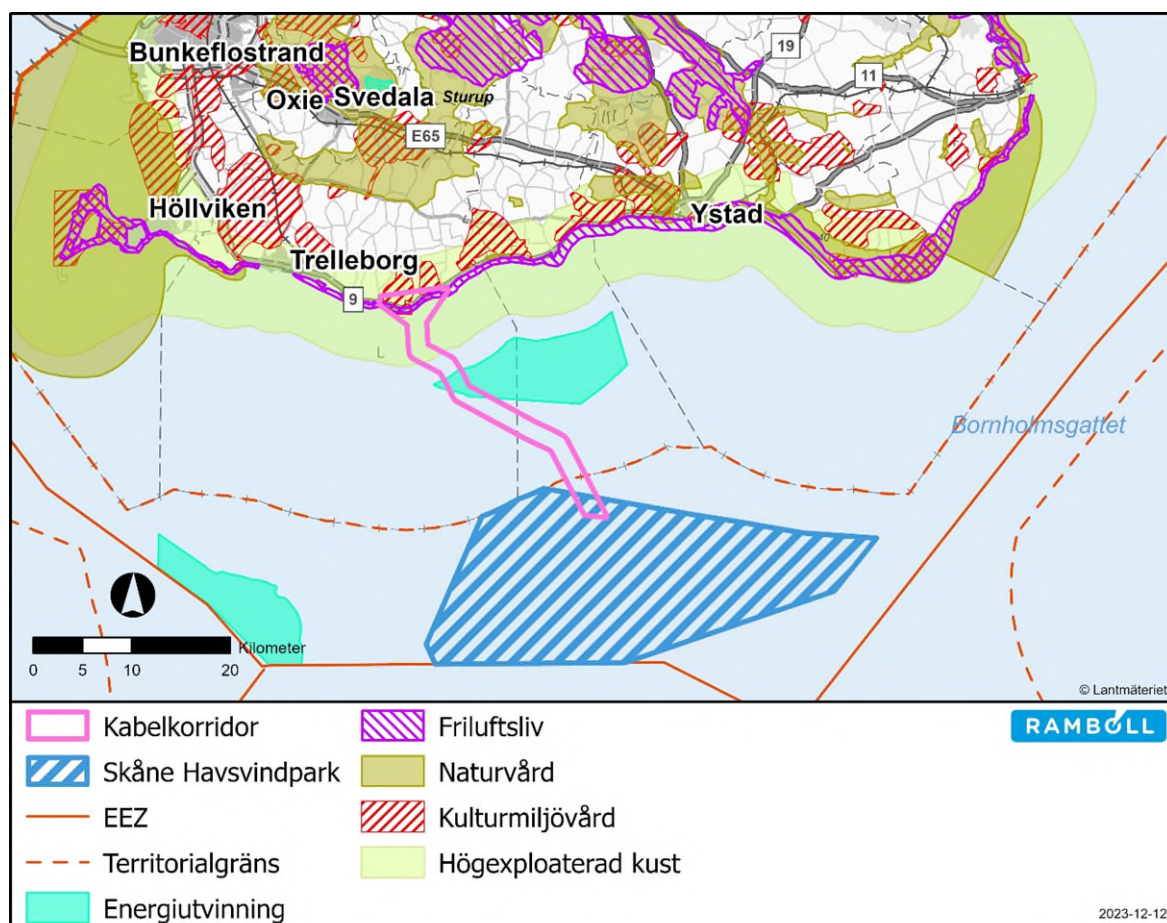 19
Bunkeflostrand
11
Oxie Svedala Sturup
E65
Höllviken
Ystad
Trelleborg
9
L
Bornholmsgattet
Kilometer
0 5 10 20
© Lantmäteriet
Kabelkorridor
Skåne Havsvindpark
EEZ
Territorialgräns
Energiutvinning
Friluftsliv
Naturvård
Kulturmiljövård
Högexploaterad kust
RAMBOLL
2023-12-12